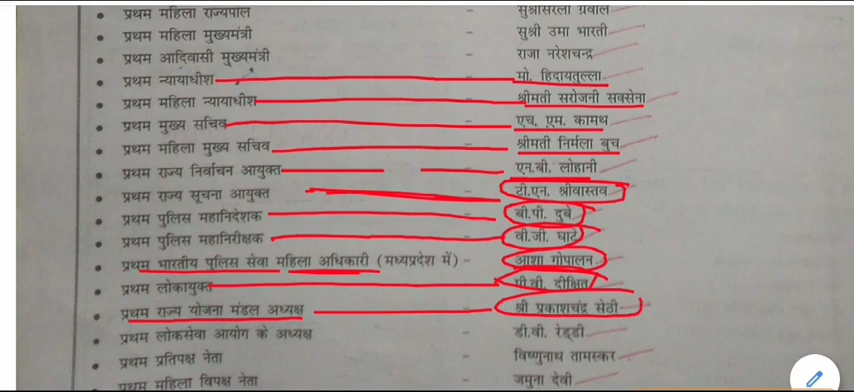 • प्रथम महिला राज्यपाल - सुश्री सरला ग्रेवाल
• प्रथम महिला मुख्यमंत्री - सुश्री उमा भारती
• प्रथम आदिवासी मुख्यमंत्री - राजा नरेशचन्द्र
• प्रथम न्यायाधीश - मो. हिदायतुल्ला
• प्रथम महिला न्यायाधीश - श्रीमती सरोजनी सक्सेना
• प्रथम मुख्य सचिव - एच. एम. कामथ
• प्रथम महिला मुख्य सचिव - श्रीमती निर्मला बुच
• प्रथम राज्य निर्वाचन आयुक्त - एन.बी. लोहानी
• प्रथम राज्य सूचना आयुक्त - टी.एन. श्रीवास्तव
• प्रथम पुलिस महानिदेशक - बी.पी. दुबे
• प्रथम पुलिस महानिरीक्षक - वी.जी. घाटे
• प्रथम भारतीय पुलिस सेवा महिला अधिकारी (मध्यप्रदेश में) - आशा गोपालन
• प्रथम लोकायुक्त - पी.वी. दीक्षित
• प्रथम राज्य योजना मंडल अध्यक्ष - श्री प्रकाशचंद्र सेठी
• प्रथम लोकसेवा आयोग के अध्यक्ष - डी.वी. रेड्डी
• प्रथम प्रतिपक्ष नेता - विष्णुनाथ तामस्कर
• प्रथम महिला विपक्ष नेता - जमुना देवी